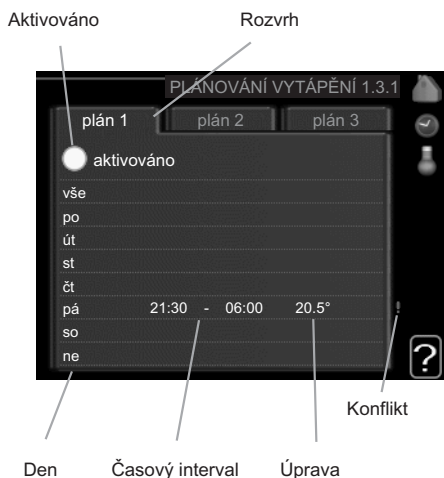 Aktivováno Rozvrh
PLÁNOVÁNÍ VYTÁPĚNÍ 1.3.1
plán 1 plán 2 plán 3
aktivováno
vše
po
út
st
čt
pá 21:30 - 06:00 20.5° !
so
ne
?
Konflikt
Den Časový interval Úprava